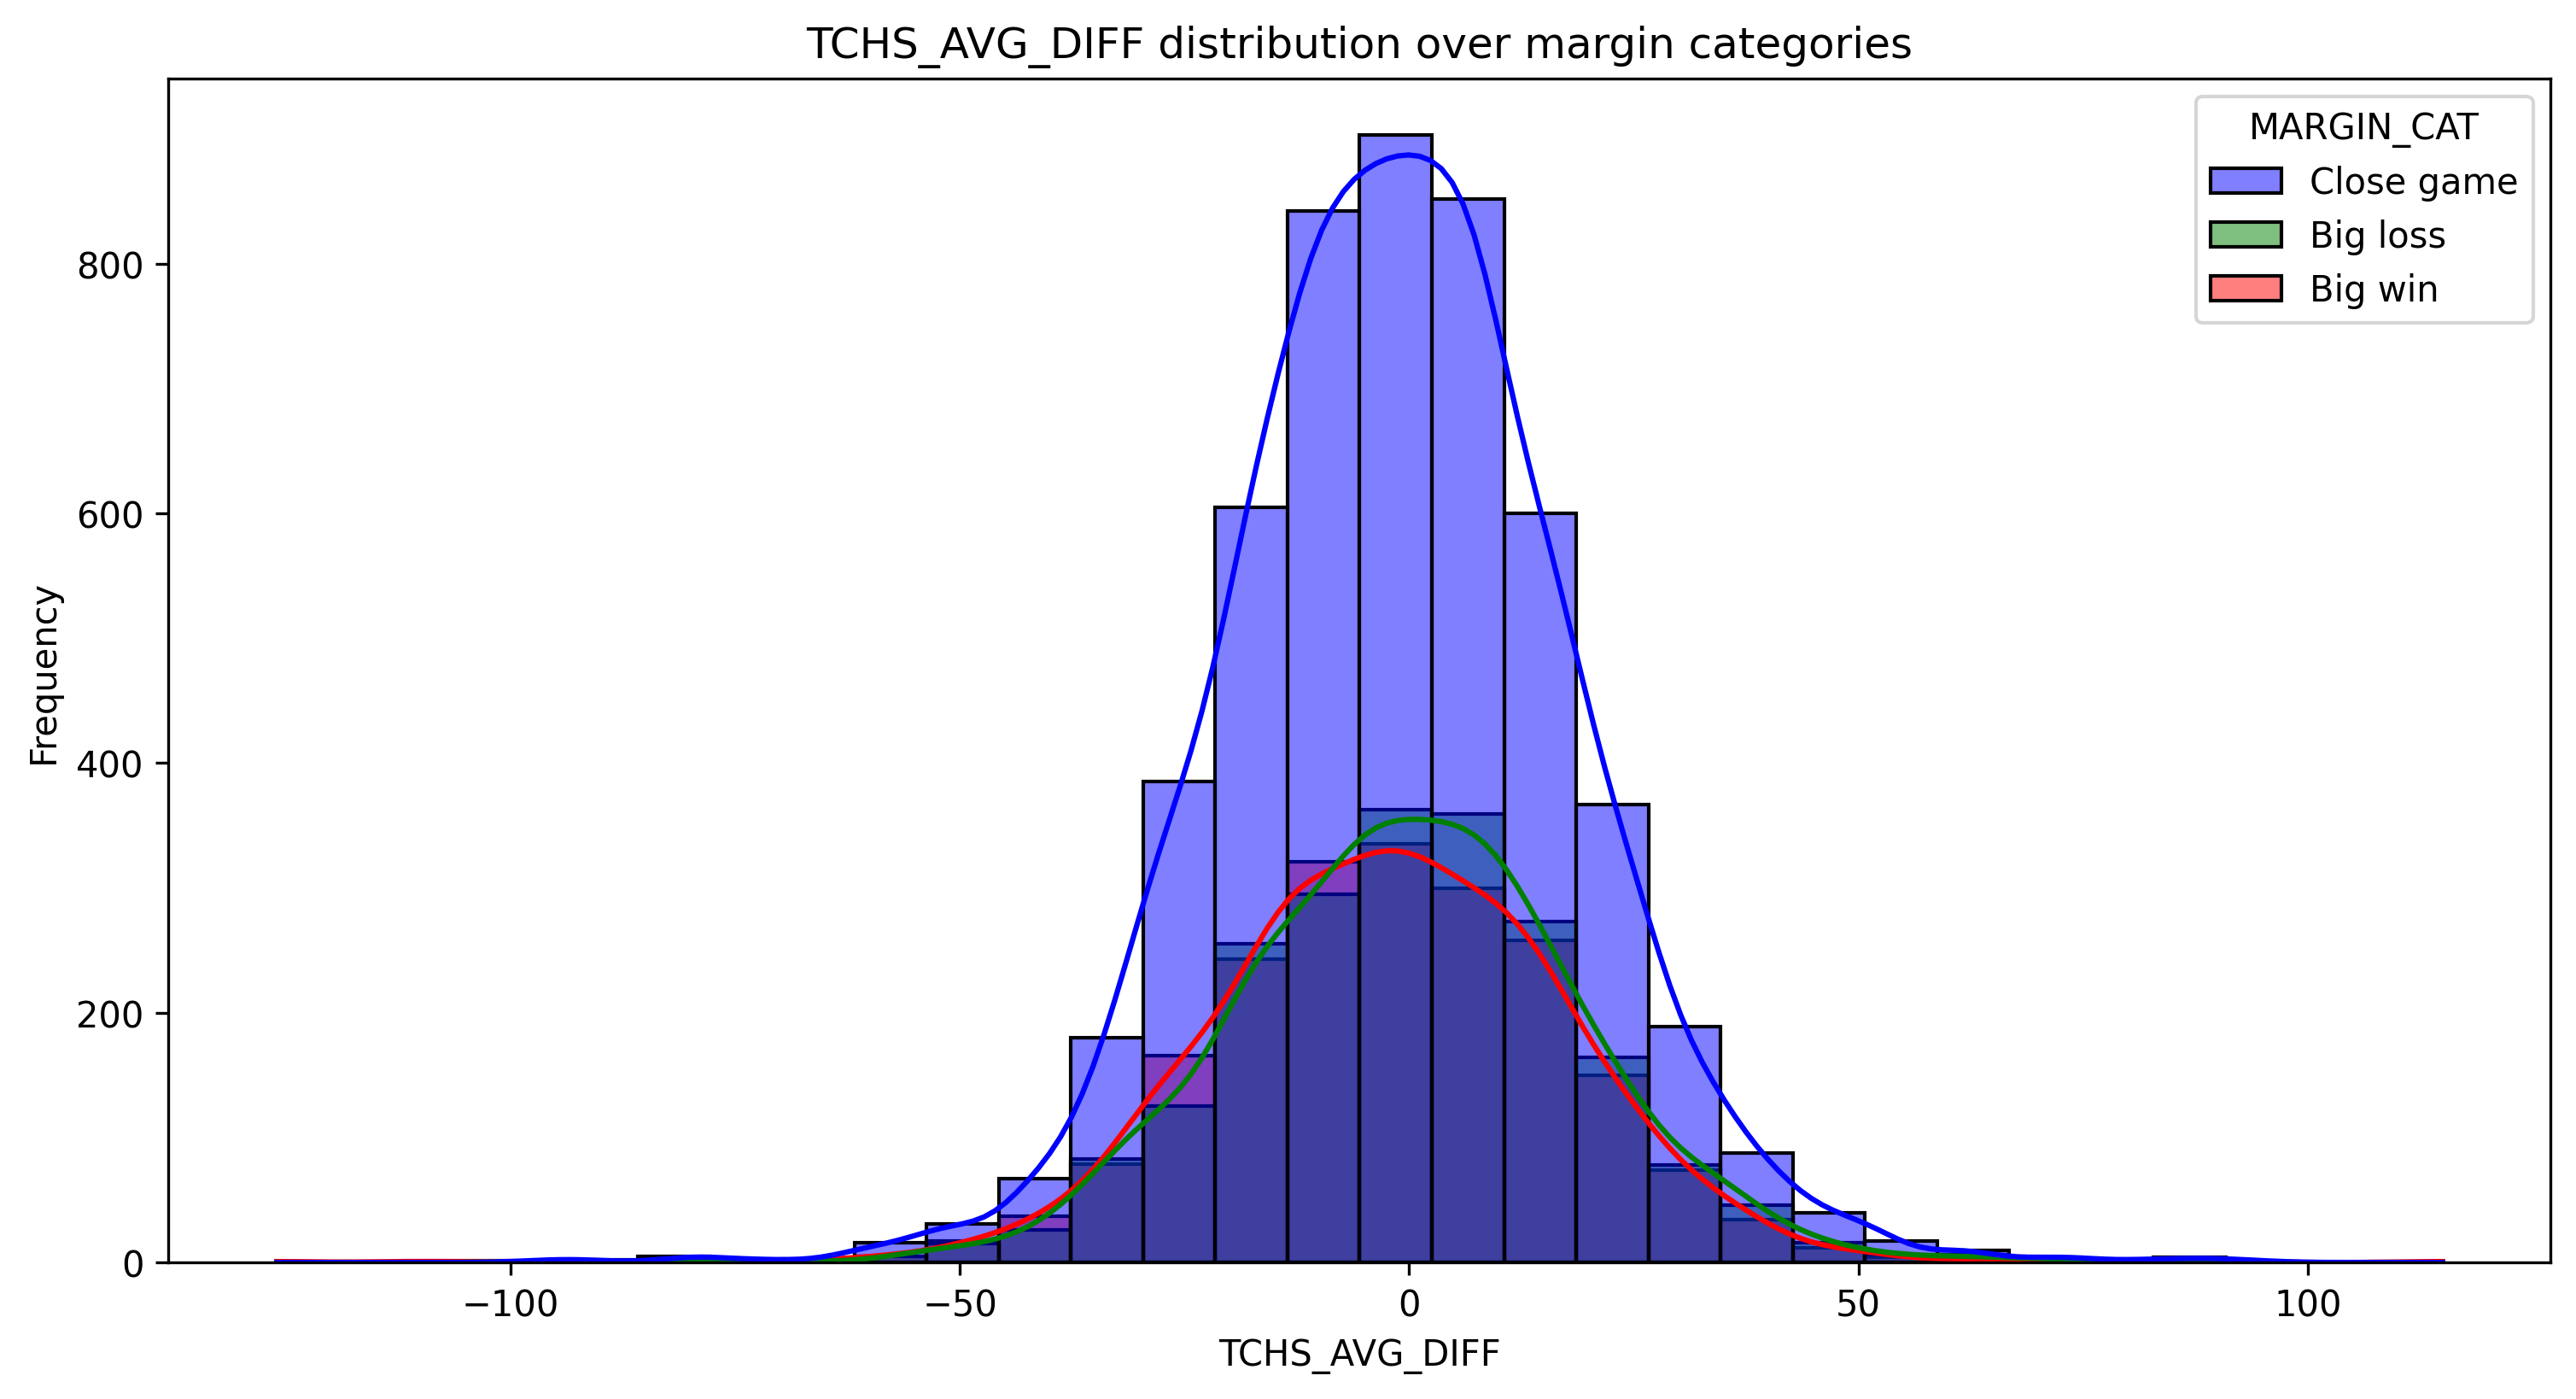 TCHS_AVG_DIFF distribution over margin categories
MARGIN_CAT
Close game
Big loss
Big win
Frequency
800
600
400
200
0
−100
−50
0
50
100
TCHS_AVG_DIFF